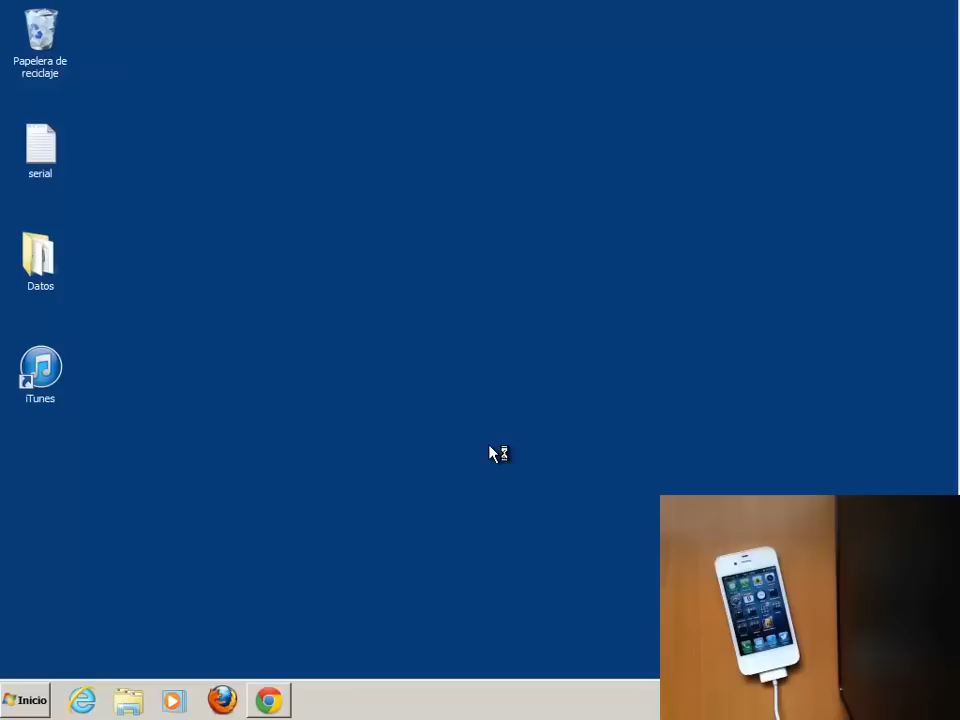 Papelera de
reciclaje
serial
Datos
iTunes
Inicio